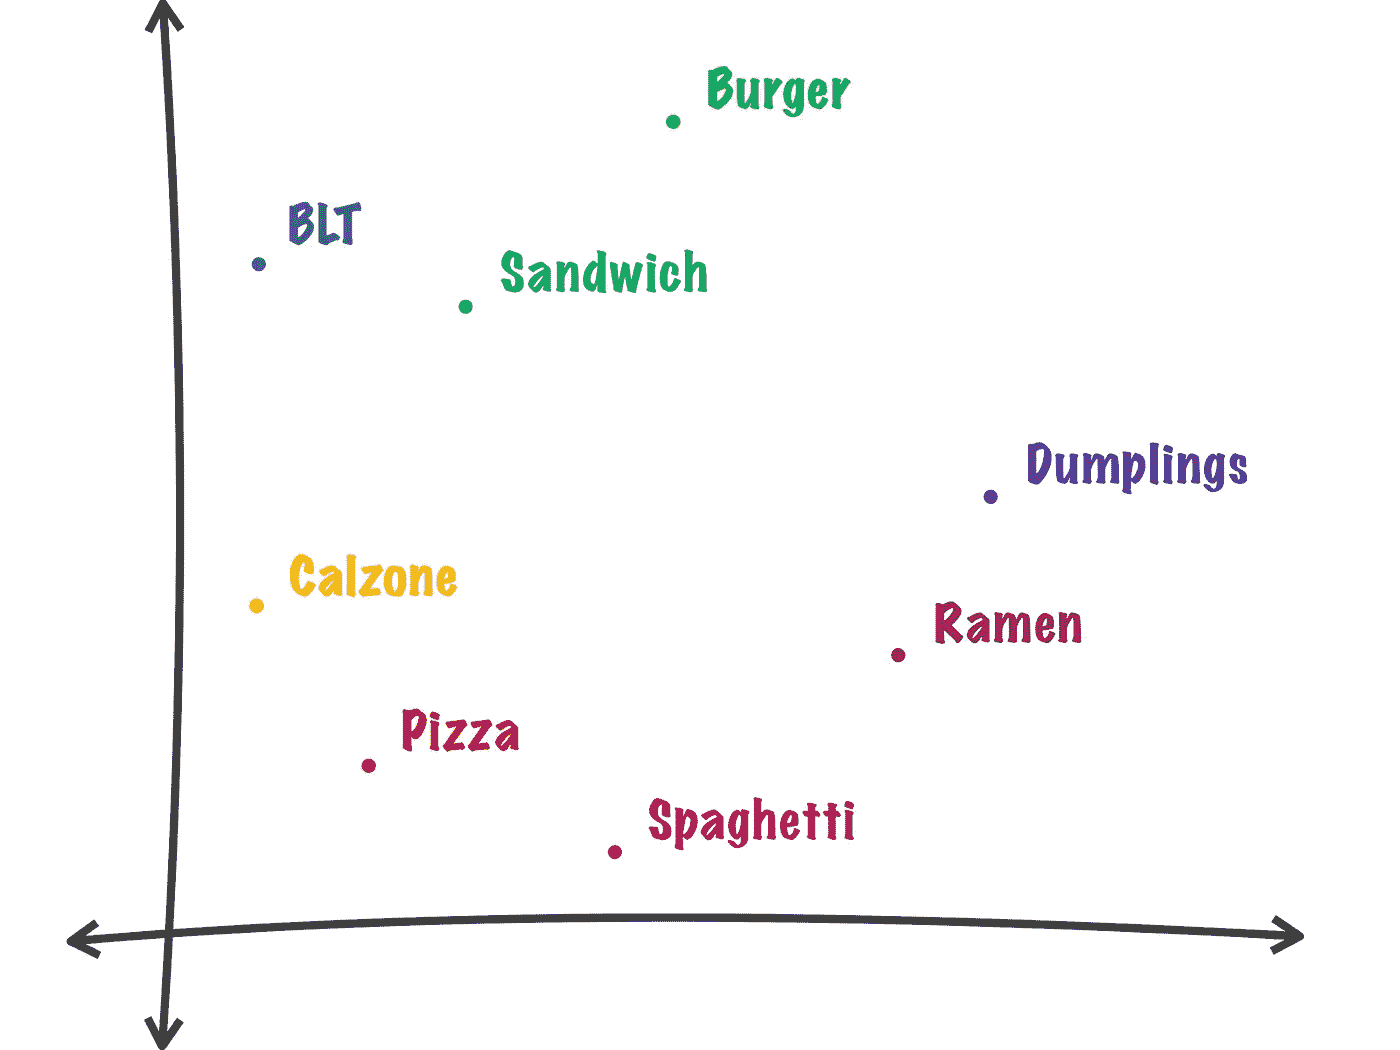 Burger
BLT
Sandwich
Dumplings
Calzone
Ramen
Pizza
Spaghetti